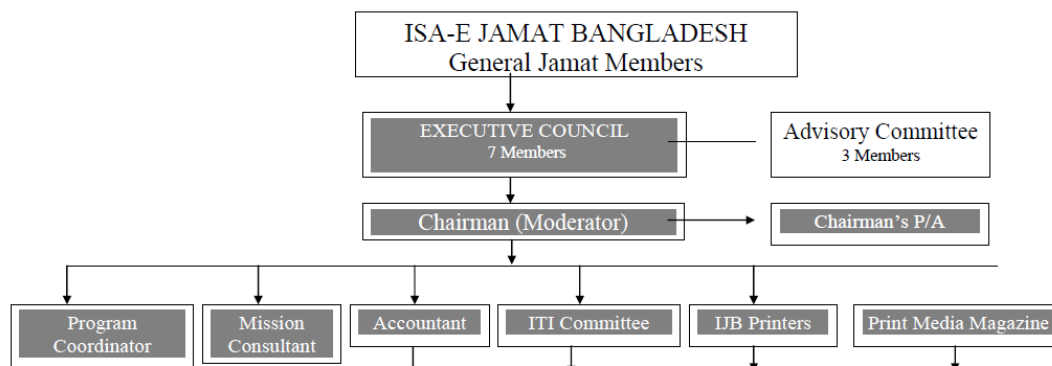 ISA-E JAMAT BANGLADESH
General Jamat Members
EXECUTIVE COUNCIL
7 Members
Advisory Committee
3 Members
Chairman (Moderator)
Chairman’s P/A
Program
Coordinator
Mission
Consultant
Accountant
ITI Committee
IJB Printers
Print Media Magazine